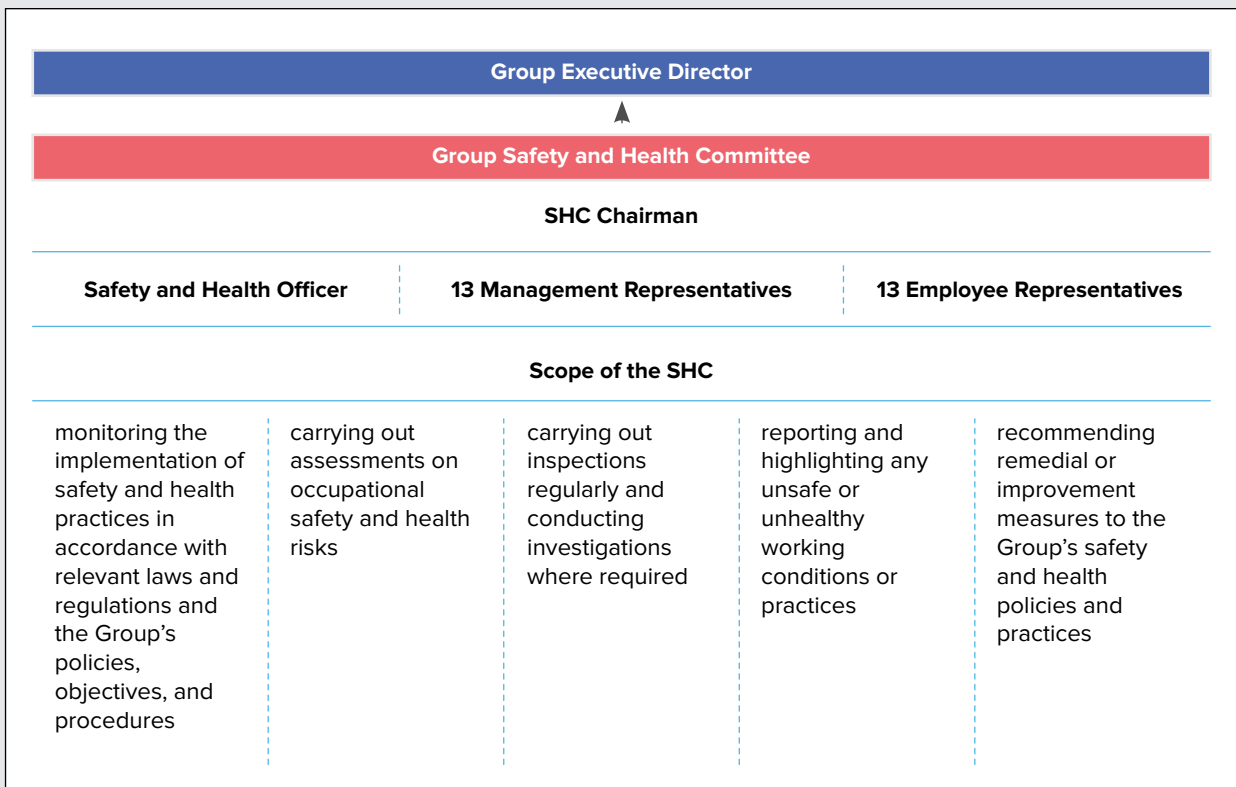 Group Executive Director
Group Safety and Health Committee
SHC Chairman
Safety and Health Officer
13 Management Representatives
13 Employee Representatives
Scope of the SHC
monitoring the
implementation of
safety and health
practices in
accordance with
relevant laws and
regulations and
the Group’s
policies,
objectives, and
procedures
carrying out
assessments on
occupational
safety and health
risks
carrying out
inspections
regularly and
conducting
investigations
where required
reporting and
highlighting any
unsafe or
unhealthy
working
conditions or
practices
recommending
remedial or
improvement
measures to the
Group’s safety
and health
policies and
practices